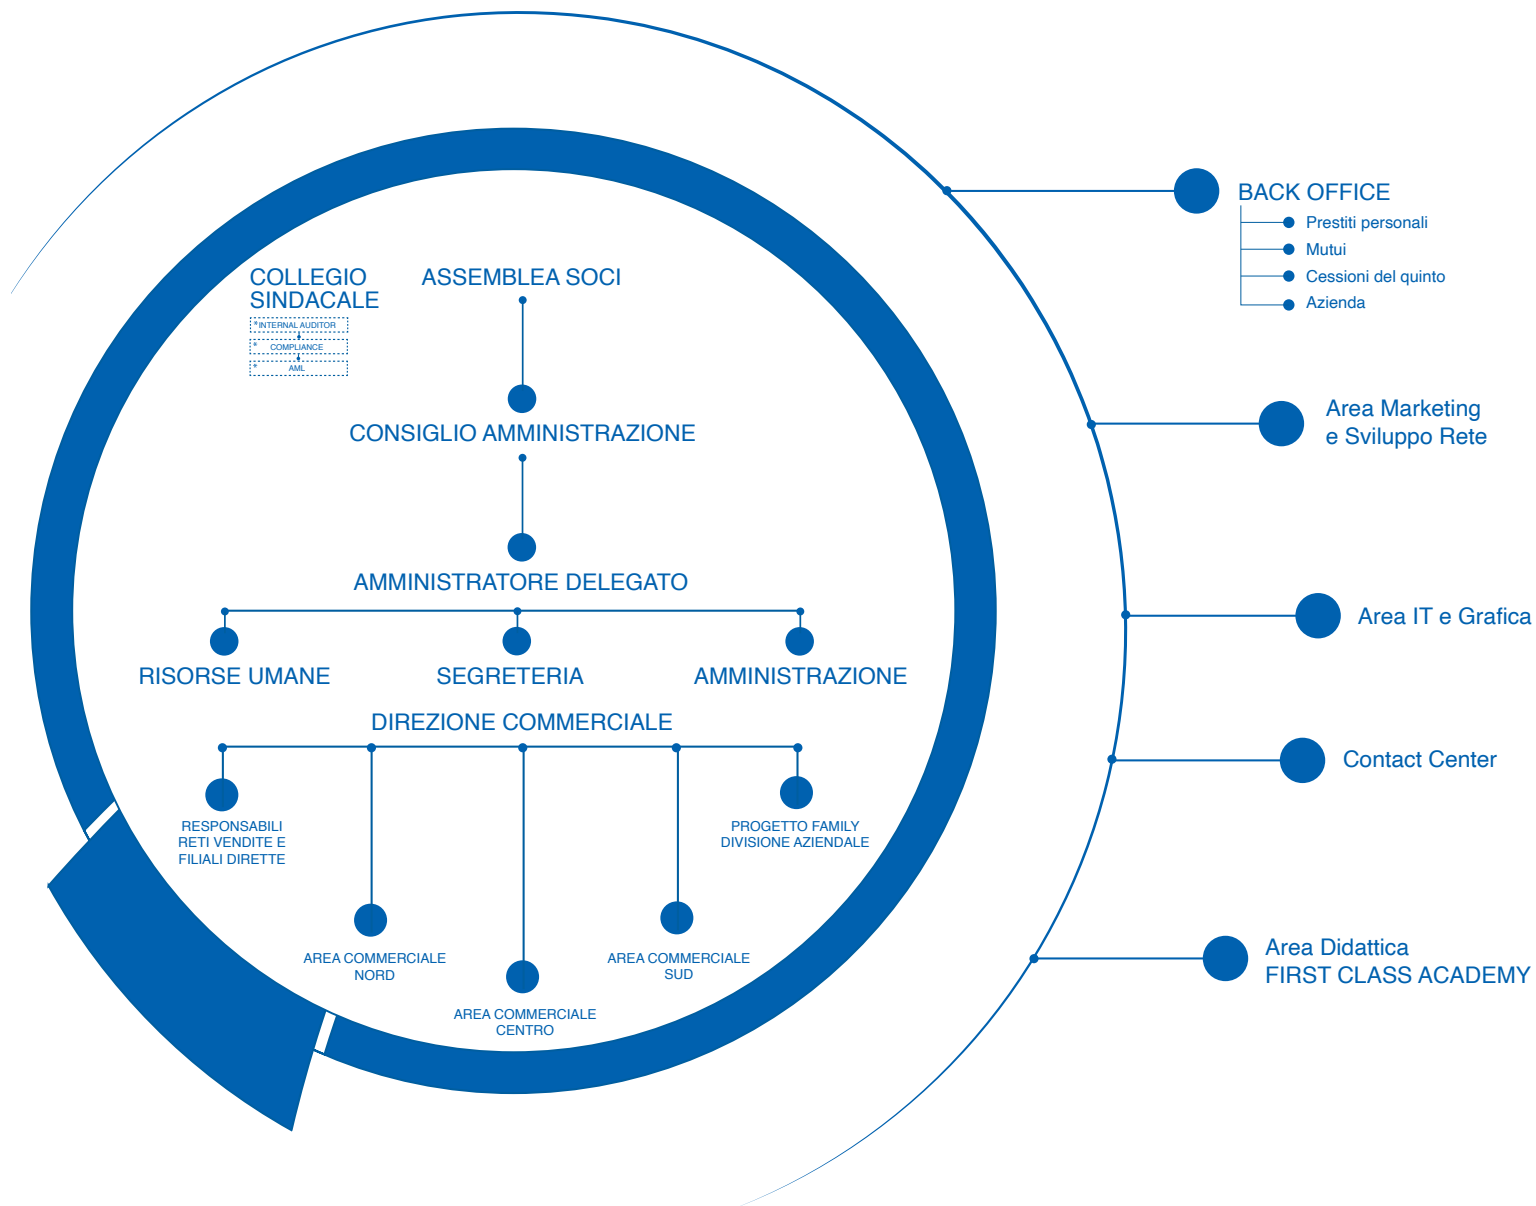 COLLEGIO
SINDACALE
*INTERNAL AUDITOR
* COMPLIANCE
* AML
ASSEMBLEA SOCI
CONSIGLIO AMMINISTRAZIONE
AMMINISTRATORE DELEGATO
RISORSE UMANE
SEGRETERIA
AMMINISTRAZIONE
DIREZIONE COMMERCIALE
RESPONSABILI
RETI VENDITE E
FILIALI DIRETTE
AREA COMMERCIALE
NORD
AREA COMMERCIALE
CENTRO
AREA COMMERCIALE
SUD
PROGETTO FAMILY
DIVISIONE AZIENDALE
BACK OFFICE
Prestiti personali
Mutui
Cessioni del quinto
Azienda
Area Marketing
e Sviluppo Rete
Area IT e Grafica
Contact Center
Area Didattica
FIRST CLASS ACADEMY